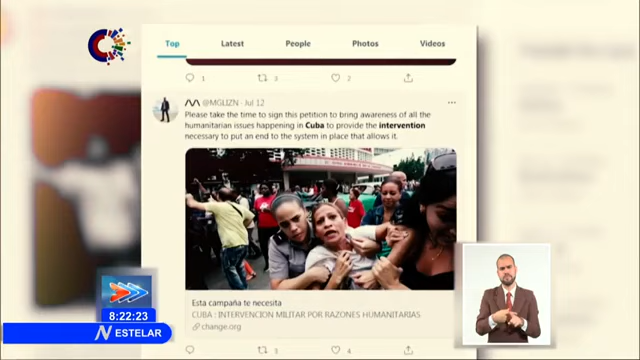 Top Latest People Photos Videos
1 3 2
@MGLIZN · Jul 12
Please take the time to sign this petition to bring awareness of all the
humanitarian issues happening in Cuba to provide the intervention
necessary to put an end to the system in place that allows it.
Esta campaña te necesita
CUBA : INTERVENCION MILITAR POR RAZONES HUMANITARIAS
change.org
3 4
8:22:23
N ESTELAR